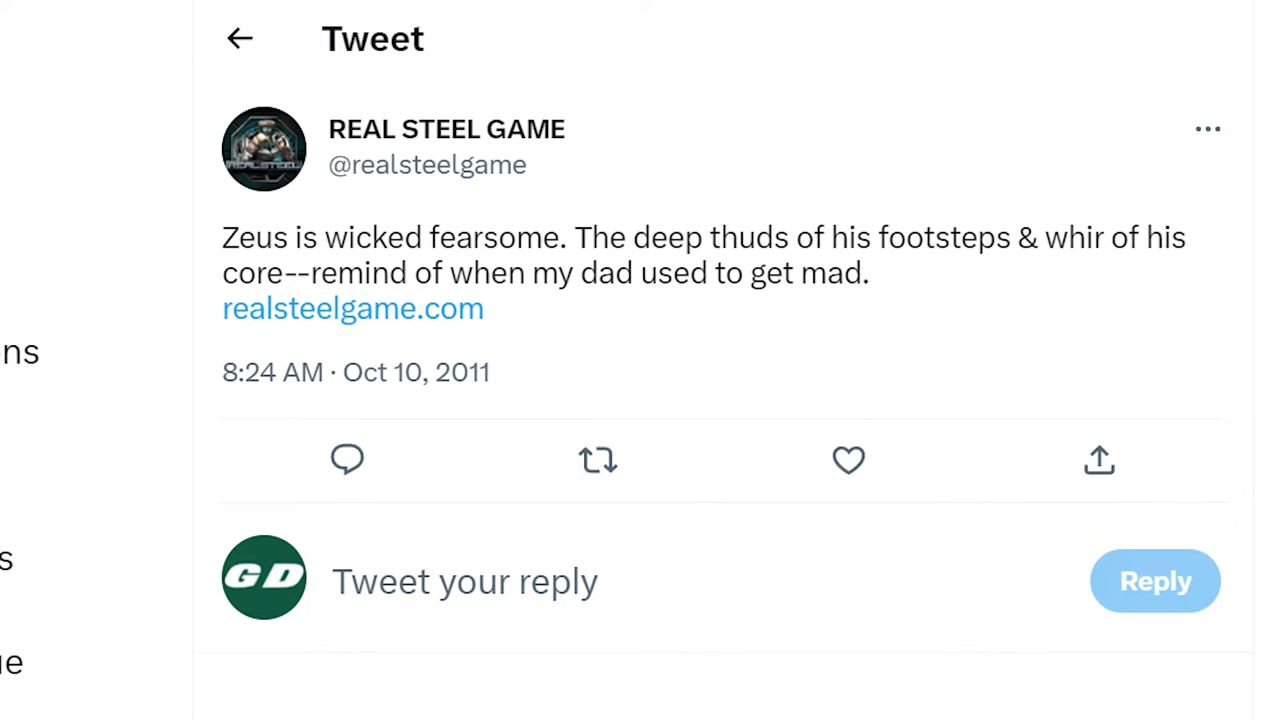 Tweet
REAL STEEL GAME
@realsteelgame
Zeus is wicked fearsome. The deep thuds of his footsteps & whir of his
core--remind of when my dad used to get mad.
realsteelgame.com
ons
8:24 AM · Oct 10, 2011
s
GD
Tweet your reply
Reply
ue